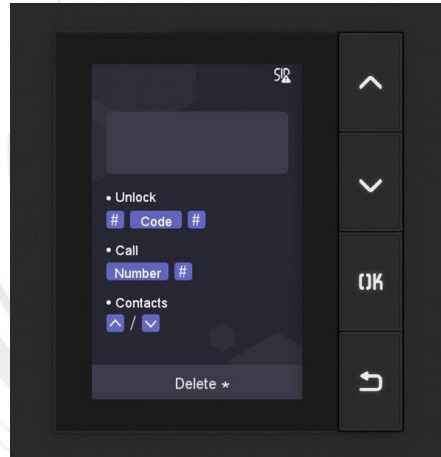 SIP
• Unlock
# Code #
• Call
Number #
• Contacts
^ / v
OK
Delete *